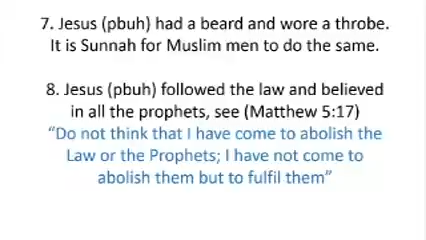 7. Jesus (pbuh) had a beard and wore a throbe.
It is Sunnah for Muslim men to do the same.
8. Jesus (pbuh) followed the law and believed
in all the prophets, see (Matthew 5:17)
“Do not think that I have come to abolish the
Law or the Prophets; I have not come to
abolish them but to fulfil them”